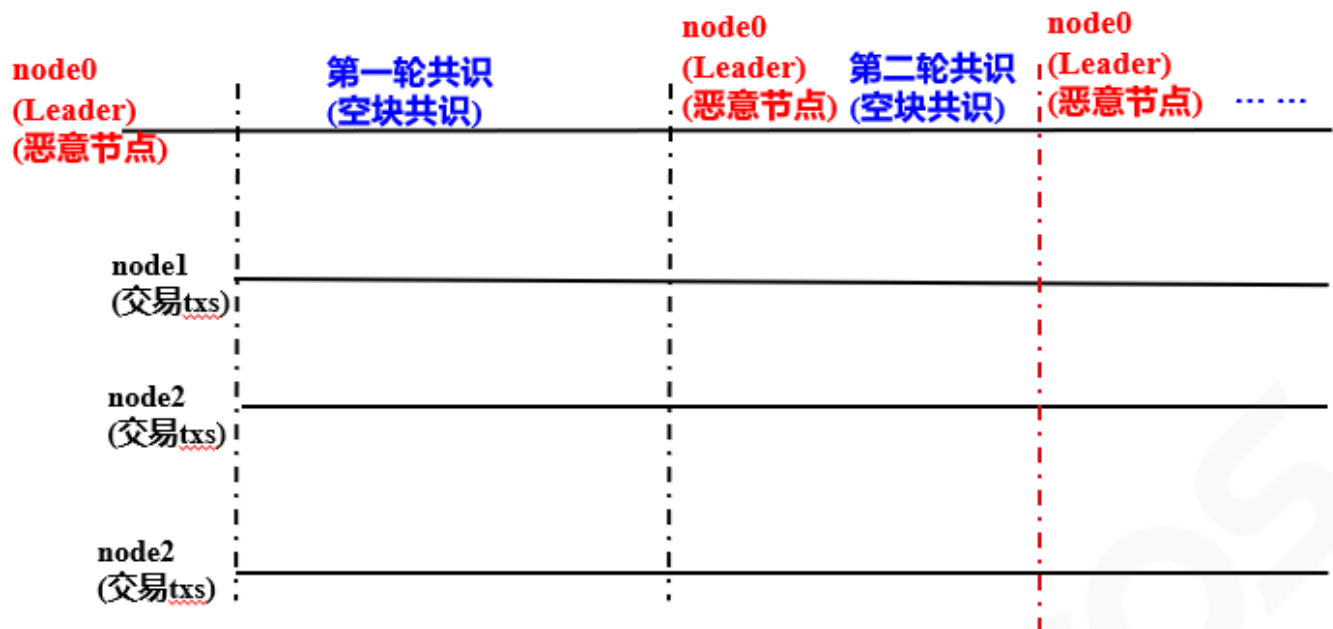 node0
(Leader)
(恶意节点)
第一轮共识
(空块共识)
node0
(Leader)
(恶意节点)
第二轮共识
(空块共识)
node0
(Leader)
(恶意节点)
... ...
node1
(交易txs)
node2
(交易txs)
node2
(交易txs)